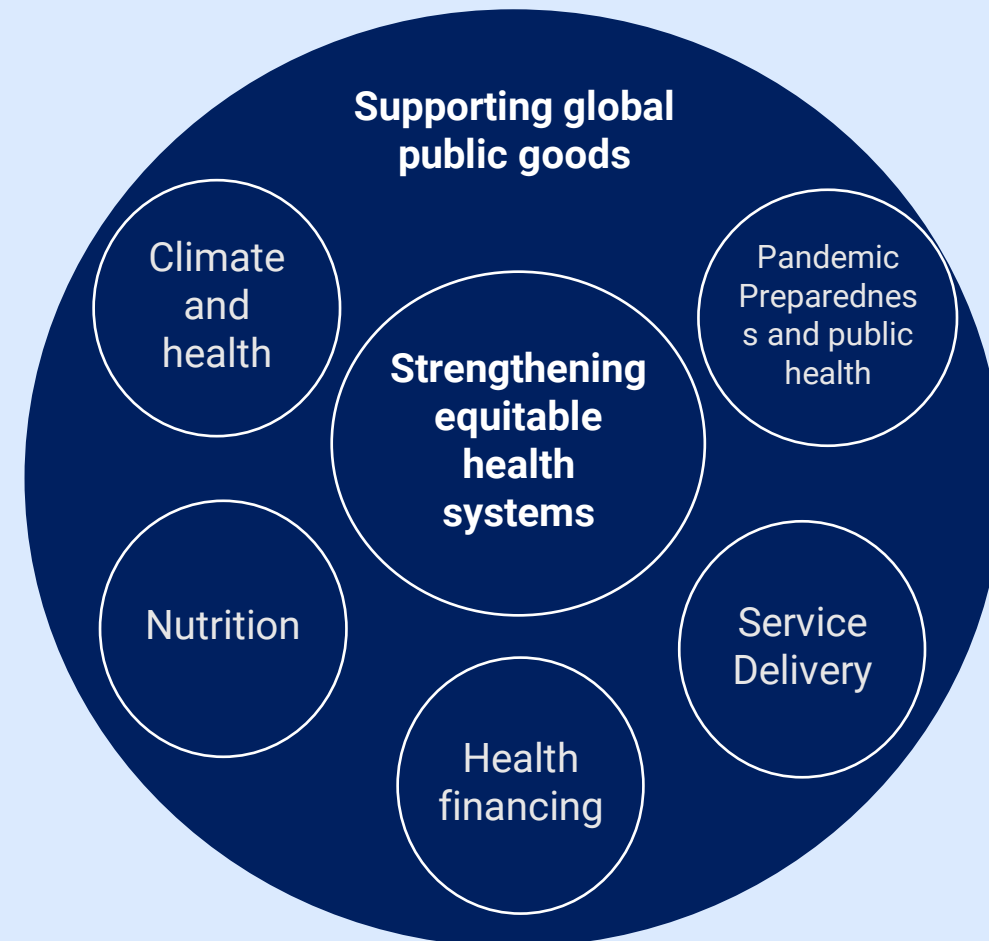 Supporting global
public goods
Climate
and
health
Pandemic
Preparednes
s and public
health
Strengthening
equitable
health
systems
Nutrition
Service
Delivery
Health
financing